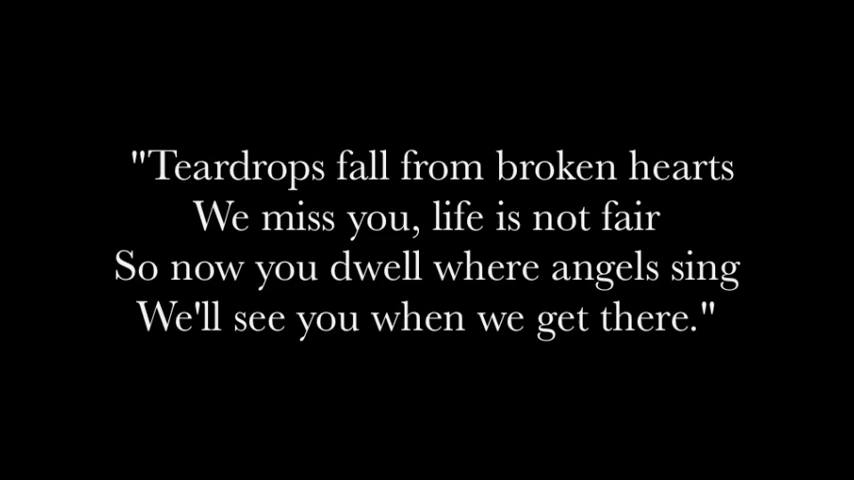 "Teardrops fall from broken hearts
We miss you, life is not fair
So now you dwell where angels sing
We'll see you when we get there."